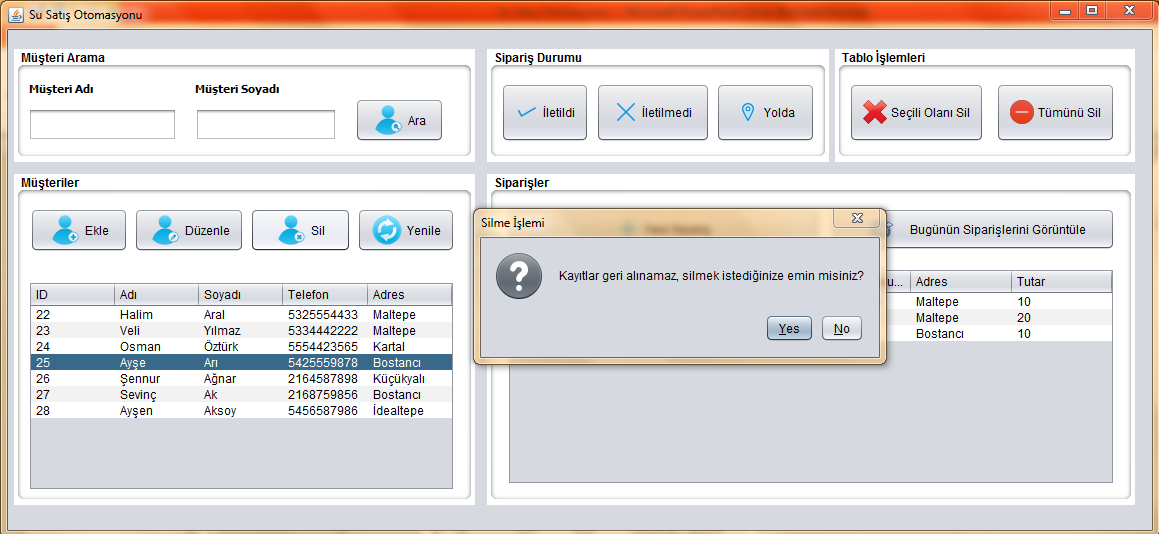 Su Satış Otomasyonu
Müşteri Arama
Müşteri Adı
Müşteri Soyadı
Ara
Sipariş Durumu
İletildi
İletilmedi
Yolda
Tablo İşlemleri
Seçili Olanı Sil
Tümünü Sil
Müşteriler
Ekle
Düzenle
Sil
Yenile
ID Adı Soyadı Telefon Adres
22 Halim Aral 5325554433 Maltepe
23 Veli Yılmaz 5334442222 Maltepe
24 Osman Öztürk 5554423565 Kartal
25 Ayşe Arı 5425559878 Bostancı
26 Şennur Ağnar 2164587898 Küçükyalı
27 Sevinç Ak 2168759856 Bostancı
28 Ayşen Aksoy 5456587986 İdealtepe
Siparişler
Bugünün Siparişlerini Görüntüle
u... Adres Tutar
Maltepe 10
Maltepe 20
Bostancı 10
Silme İşlemi
Kayıtlar geri alınamaz, silmek istediğinize emin misiniz?
Yes
No